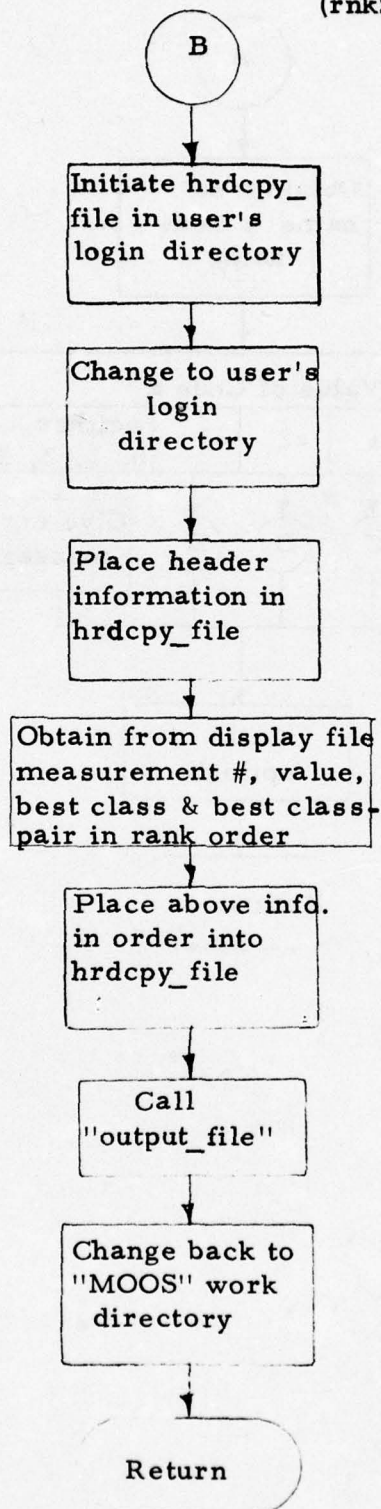 (rnk
B
Initiate hrdcpy_
file in user's
login directory
Change to user's
login
directory
Place header
information in
hrdcpy_file
Obtain from display file
measurement #, value,
best class & best class-
pair in rank order
Place above info.
in order into
hrdcpy_file
Call
"output_file"
Change back to
"MOOS" work
directory
Return